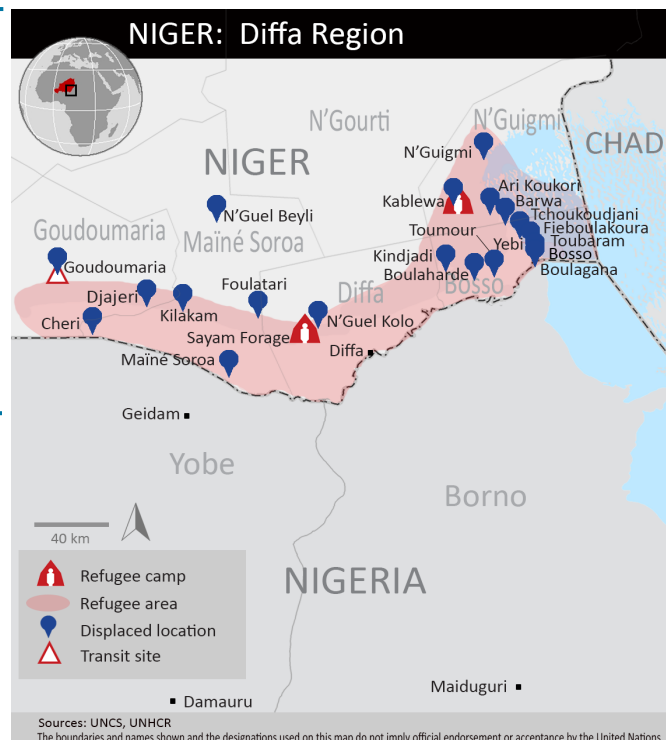 NIGER: Diffa Region
N'Gourti
N'Guigmi
CHAD
NIGER
N'Guigmi
Kablewa
Ari Koukori
Barwa
Tchoukoudjani
Fieboulakoura
Toumour
Yebi
Toubaram
Bosso
Boulagana
N'Guel Beyli
Goudoumaria
Maïné Soroa
Goudoumaria
Kindjadi
Boulaharde
Bosso
Foulatari
Diffa
Djajeri
Kilakam
Cheri
N'Guel Kolo
Sayam Forage
Diffa
Maïné Soroa
Geidam
Yobe
Borno
40 km
NIGERIA
Refugee camp
Refugee area
Displaced location
Transit site
Maiduguri
Damauru
Sources: UNCS, UNHCR
The boundaries and names shown and the designations used on this map do not imply official endorsement or acceptance by the United Nations